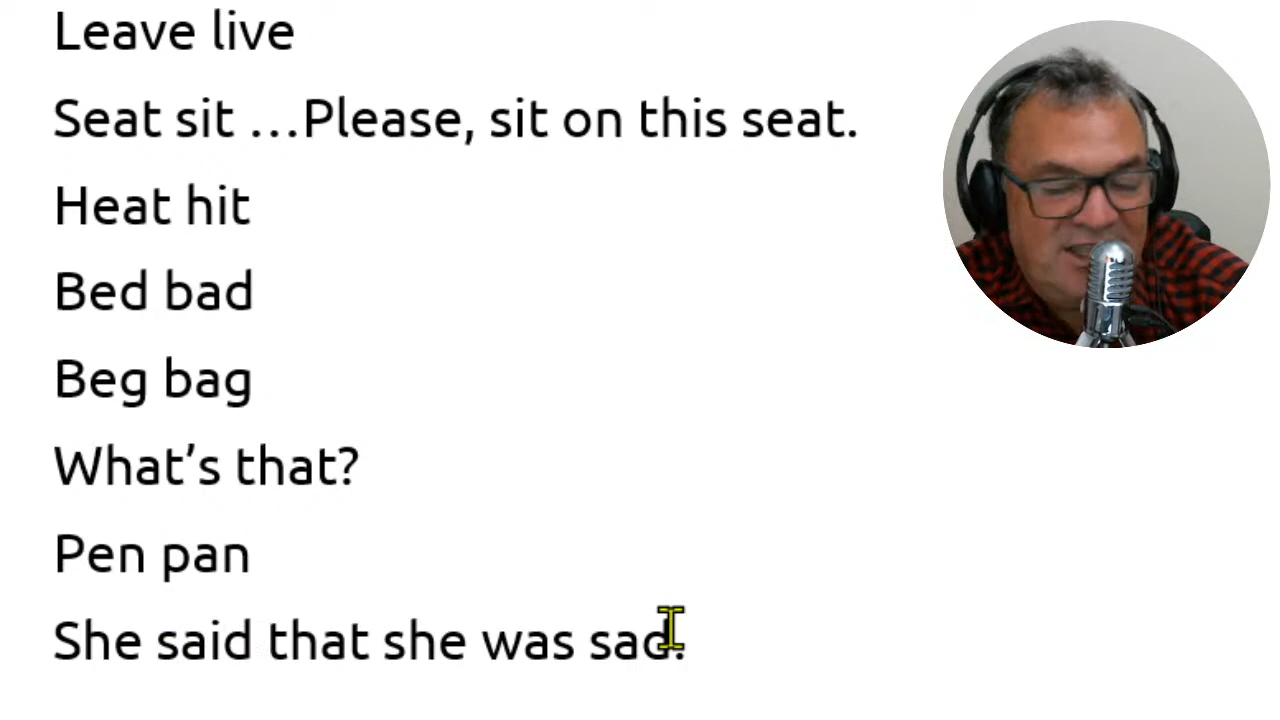 Leave live
Seat sit …Please, sit on this seat.
Heat hit
Bed bad
Beg bag
What’s that?
Pen pan
She said that she was sad.